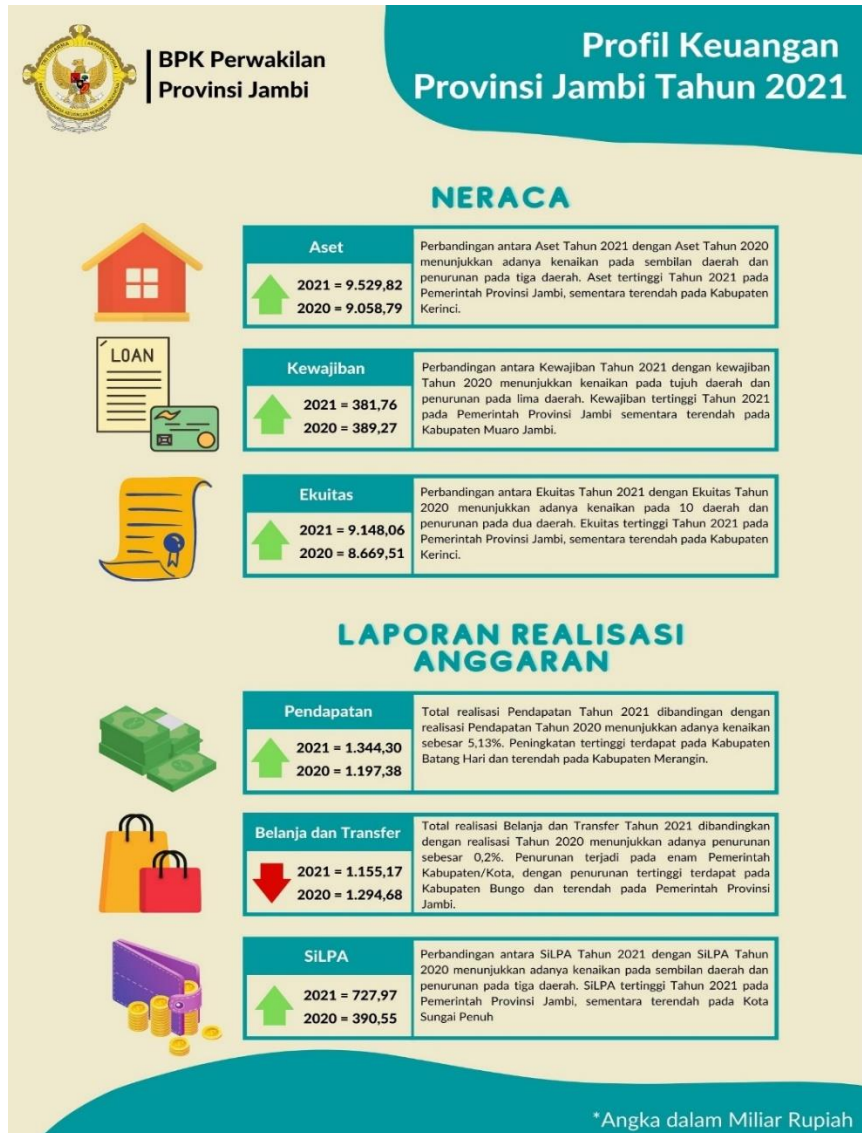 BPK Perwakilan
Provinsi Jambi
Profil Keuangan
Provinsi Jambi Tahun 2021
NERACA
LOAN
Aset
2021 = 9.529,82
2020 = 9.058,79
Perbandingan antara Aset Tahun 2021 dengan Aset Tahun 2020
menunjukkan adanya kenaikan pada sembilan daerah dan
penurunan pada tiga daerah. Aset tertinggi Tahun 2021 pada
Pemerintah Provinsi Jambi, sementara terendah pada Kabupaten
Kerinci.
Kewajiban
2021 = 381,76
2020 = 389,27
Perbandingan antara Kewajiban Tahun 2021 dengan kewajiban
Tahun 2020 menunjukkan kenaikan pada tujuh daerah dan
penurunan pada lima daerah. Kewajiban tertinggi Tahun 2021
pada Pemerintah Provinsi Jambi sementara terendah pada
Kabupaten Muaro Jambi.
Ekuitas
2021 = 9.148,06
2020 = 8.669,51
Perbandingan antara Ekuitas Tahun 2021 dengan Ekuitas Tahun
2020 menunjukkan adanya kenaikan pada 10 daerah dan
penurunan pada dua daerah. Ekuitas tertinggi Tahun 2021 pada
Pemerintah Provinsi Jambi, sementara terendah pada Kabupaten
Kerinci.
LAPORAN REALISASI
ANGGARAN
Pendapatan
2021 = 1.344,30
2020 = 1.197,38
Total realisasi Pendapatan Tahun 2021 dibandingan dengan
realisasi Pendapatan Tahun 2020 menunjukkan adanya kenaikan
sebesar 5,13%. Peningkatan tertinggi terdapat pada Kabupaten
Batang Hari dan terendah pada Kabupaten Merangin.
Belanja dan Transfer
2021 = 1.155,17
2020 = 1.294,68
Total realisasi Belanja dan Transfer Tahun 2021 dibandingkan
dengan realisasi Tahun 2020 menunjukkan adanya penurunan
sebesar 0,2%. Penurunan terjadi pada enam Pemerintah
Kabupaten/Kota, dengan penurunan tertinggi terdapat pada
Kabupaten Bungo dan terendah pada Pemerintah Provinsi
Jambi.
SiLPA
2021 = 727,97
2020 = 390,55
Perbandingan antara SiLPA Tahun 2021 dengan SiLPA Tahun
2020 menunjukkan adanya kenaikan pada sembilan daerah dan
penurunan pada tiga daerah. SiLPA tertinggi Tahun 2021 pada
Pemerintah Provinsi Jambi, sementara terendah pada Kota
Sungai Penuh
*Angka dalam Miliar Rupiah